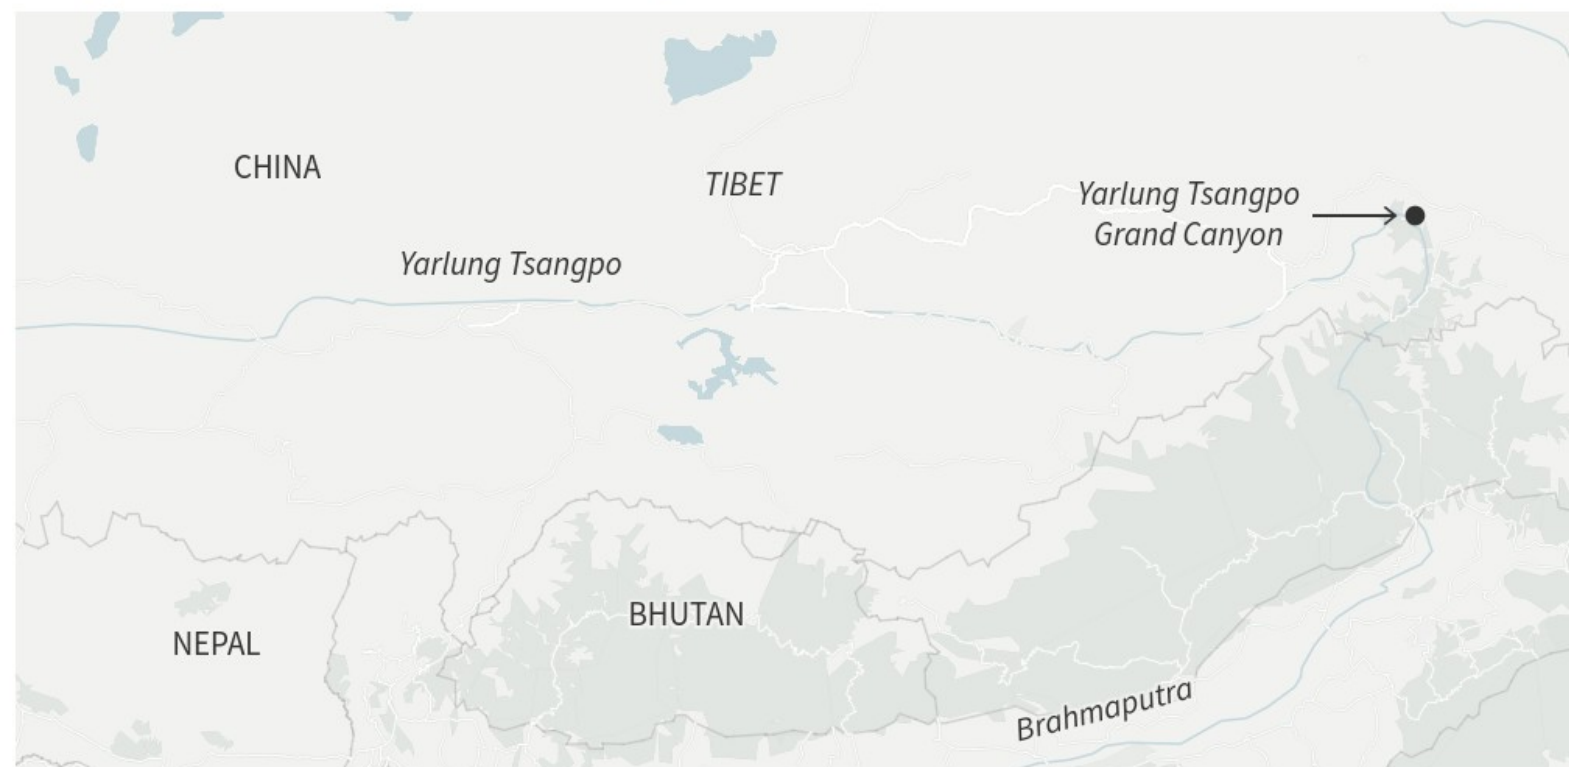 CHINA
TIBET
Yarlung Tsangpo
Grand Canyon
Yarlung Tsangpo
BHUTAN
NEPAL
Brahmaputra